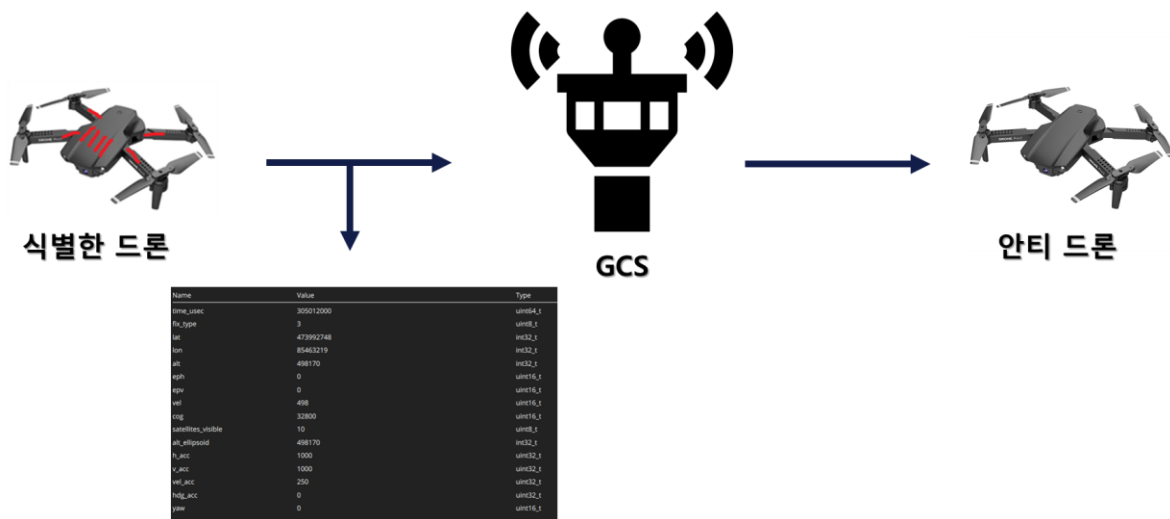 식별한 드론
GCS
안티 드론
Name Value Type
time_usec 305012000 uint64_t
fix_type 3 uint8_t
lat 473992748 int32_t
lon 85463219 int32_t
alt 498170 int32_t
eph 0 uint16_t
epv 0 uint16_t
vel 498 uint16_t
cog 32800 uint16_t
satellites_visible 10 uint8_t
alt_ellipsoid 498170 int32_t
h_acc 1000 uint32_t
v_acc 1000 uint32_t
vel_acc 250 uint32_t
hdg_acc 0 uint32_t
yaw 0 uint16_t